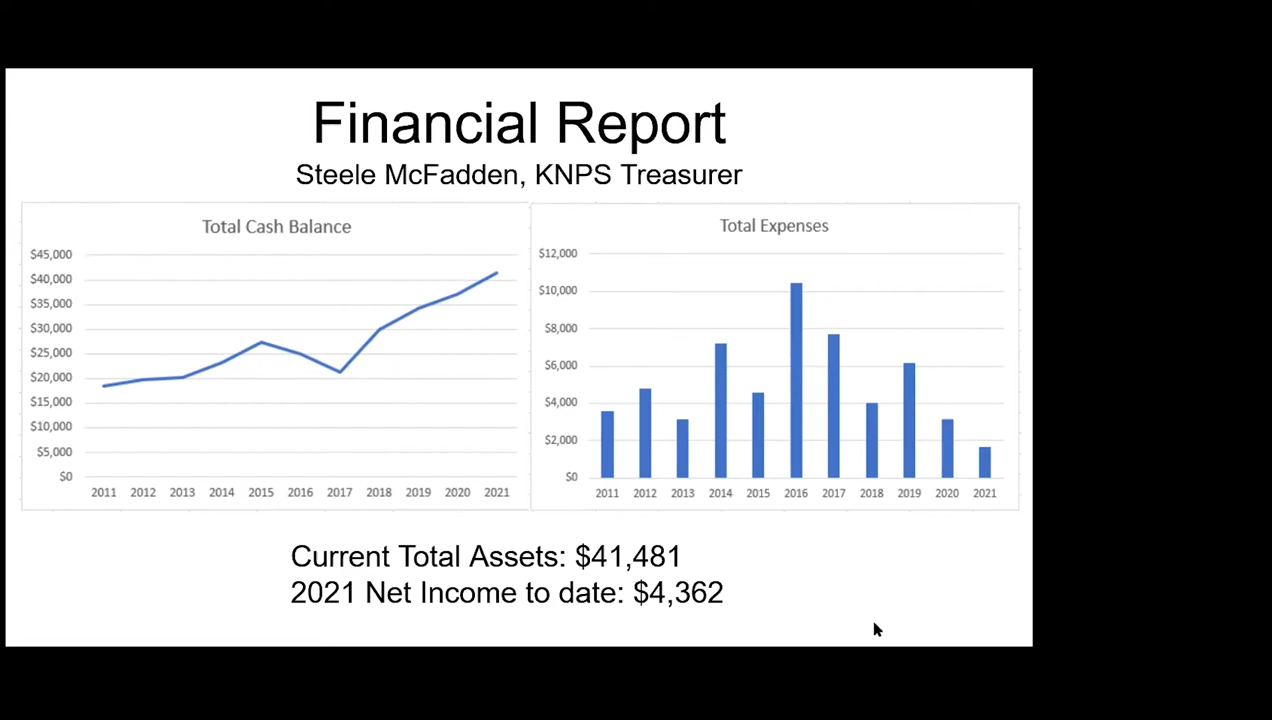 Financial Report
Steele McFadden, KNPS Treasurer
Total Cash Balance
$45,000
$40,000
$35,000
$30,000
$25,000
$20,000
$15,000
$10,000
$5,000
$0
2011 2012 2013 2014 2015 2016 2017 2018 2019 2020 2021
Total Expenses
$12,000
$10,000
$8,000
$6,000
$4,000
$2,000
$0
2011 2012 2013 2014 2015 2016 2017 2018 2019 2020 2021
Current Total Assets: $41,481
2021 Net Income to date: $4,362